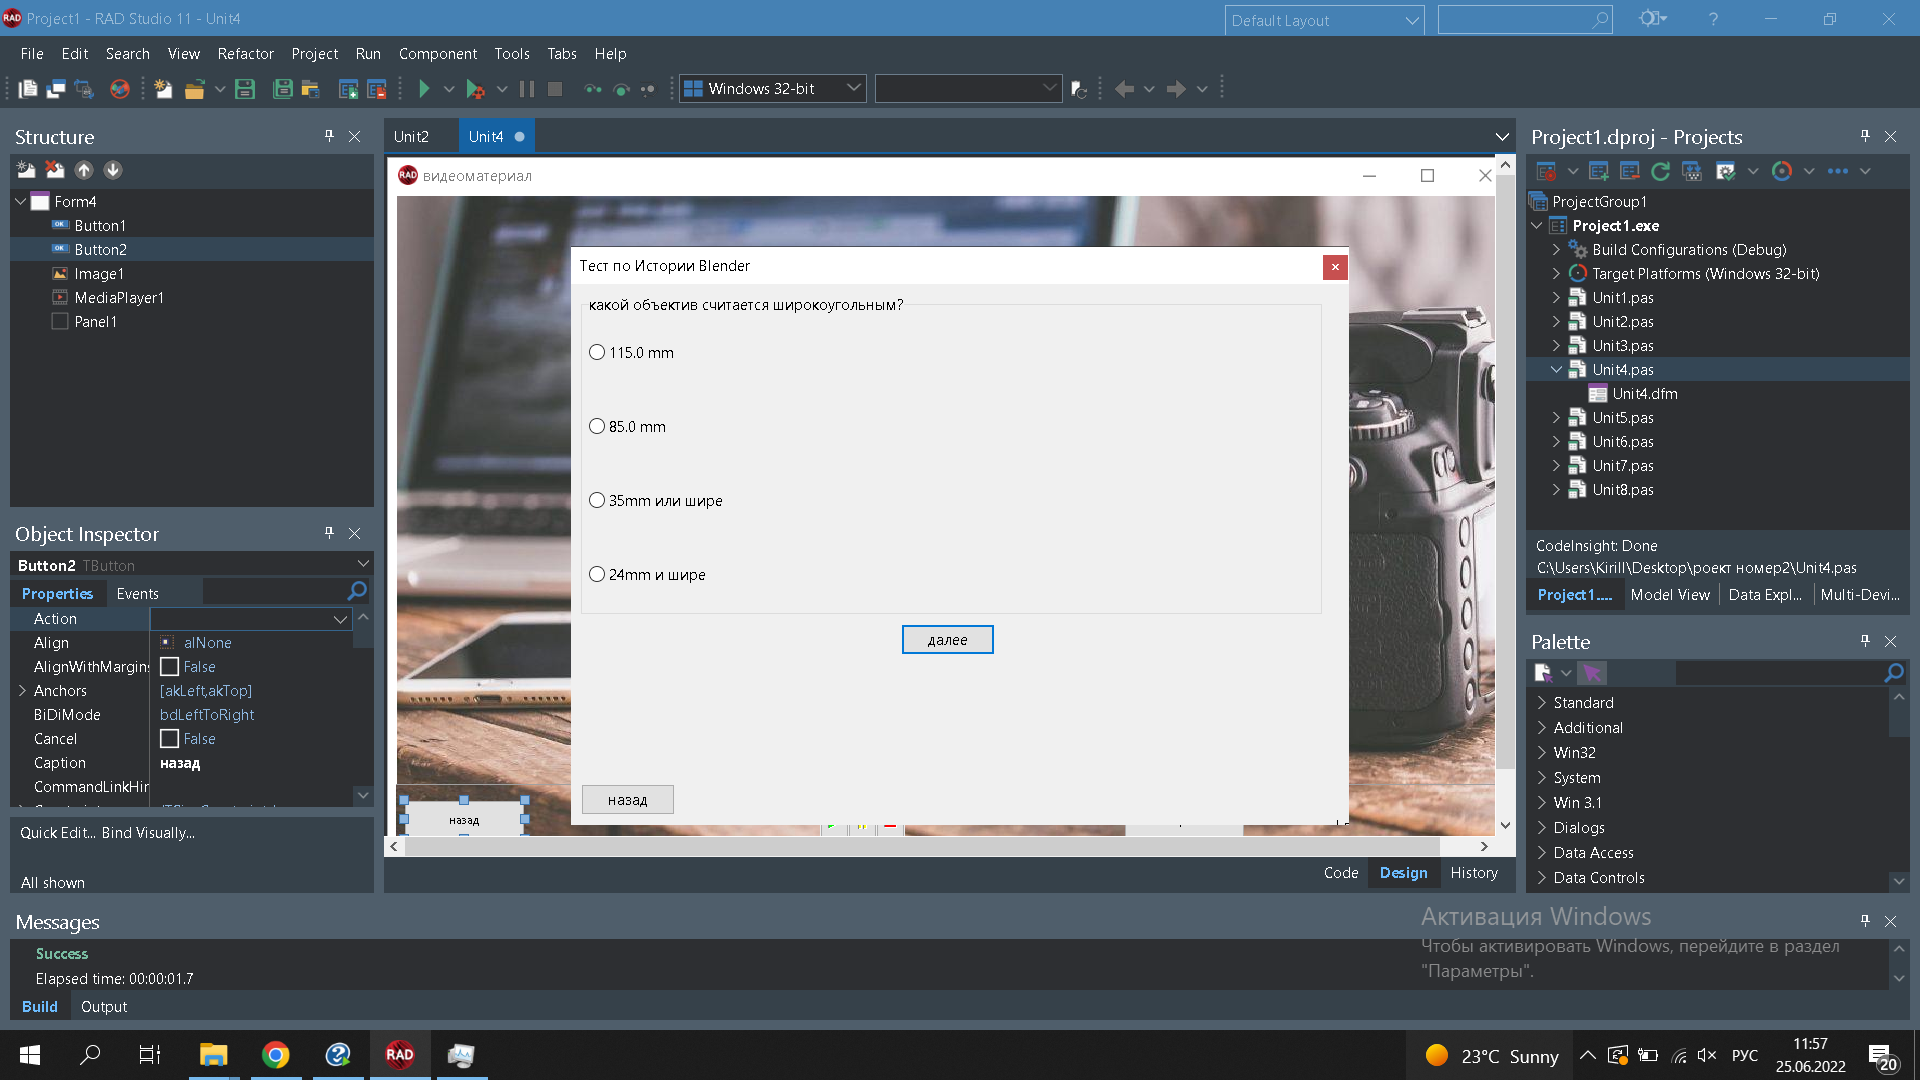 Project1 - RAD Studio 11 - Unit4
Default Layout
?
File Edit Search View Refactor Project Run Component Tools Tabs Help
Windows 32-bit
Structure
Form4
Button1
Button2
Image1
MediaPlayer1
Panel1
Object Inspector
Button2 TButton
Properties Events
Action
Align alNone
AlignWithMargins False
Anchors [akLeft,akTop]
BiDiMode bdLeftToRight
Cancel False
Caption назад
CommandLinkHin
Quick Edit... Bind Visually...
All shown
Unit2 Unit4
RAD видеоматериал
Тест по Истории Blender
какой объектив считается широкоугольным?
115.0 mm
85.0 mm
35mm или шире
24mm и шире
далее
назад
назад
Code Design History
Project1.dproj - Projects
ProjectGroup1
Project1.exe
Build Configurations (Debug)
Target Platforms (Windows 32-bit)
Unit1.pas
Unit2.pas
Unit3.pas
Unit4.pas
Unit4.dfm
Unit5.pas
Unit6.pas
Unit7.pas
Unit8.pas
CodeInsight: Done
C:\Users\Kirill\Desktop\роект номер2\Unit4.pas
Project1.... Model View Data Expl... Multi-Devi...
Palette
Standard
Additional
Win32
System
Win 3.1
Dialogs
Data Access
Data Controls
Messages
Success
Elapsed time: 00:00:01.7
Build Output
Активация Windows
Чтобы активировать Windows, перейдите в раздел
"Параметры".
RAD
23°C Sunny
РУС
11:57
25.06.2022
20